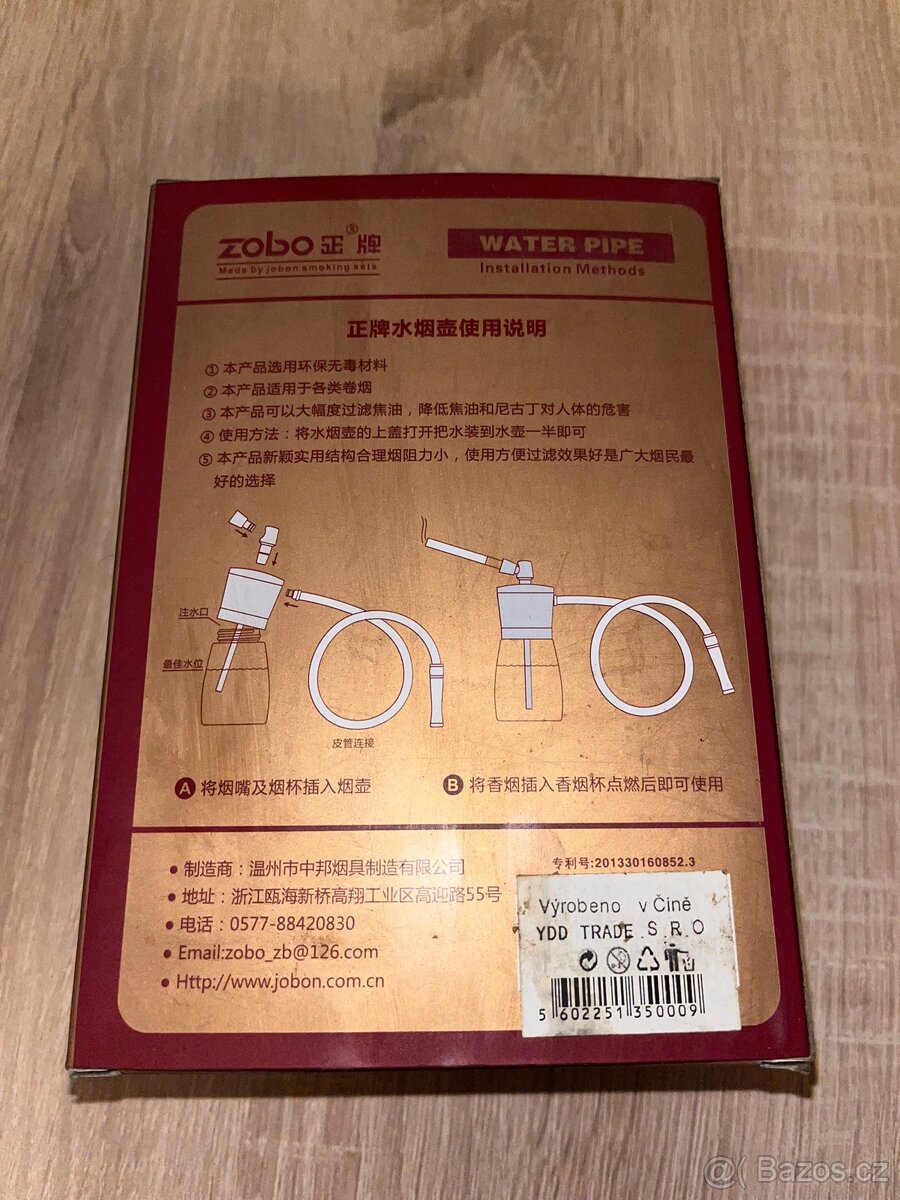 zobo 正®牌
Made by jobon smoking sets
WATER PIPE
Installation Methods
正牌水烟壶使用说明
① 本产品选用环保无毒材料
② 本产品适用于各类卷烟
③ 本产品可以大幅度过滤焦油，降低焦油和尼古丁对人体的危害
④ 使用方法：将水烟壶的上盖打开把水装到水壶一半即可
⑤ 本产品新颖实用结构合理烟阻力小，使用方便过滤效果好是广大烟民最
好的选择
注水口
最佳水位
皮管连接
A 将烟嘴及烟杯插入烟壶
B 将香烟插入香烟杯点燃后即可使用
• 制造商：温州市中邦烟具制造有限公司
• 地址：浙江瓯海新桥高翔工业区高迎路55号
• 电话：0577-88420830
• Email:zobo_zb@126.com
• Http://www.jobon.com.cn
专利号:201330160852.3
Vyrobeno v Číně
YDD TRADE S.R.O
5 602251 350009
@( Bazos.cz